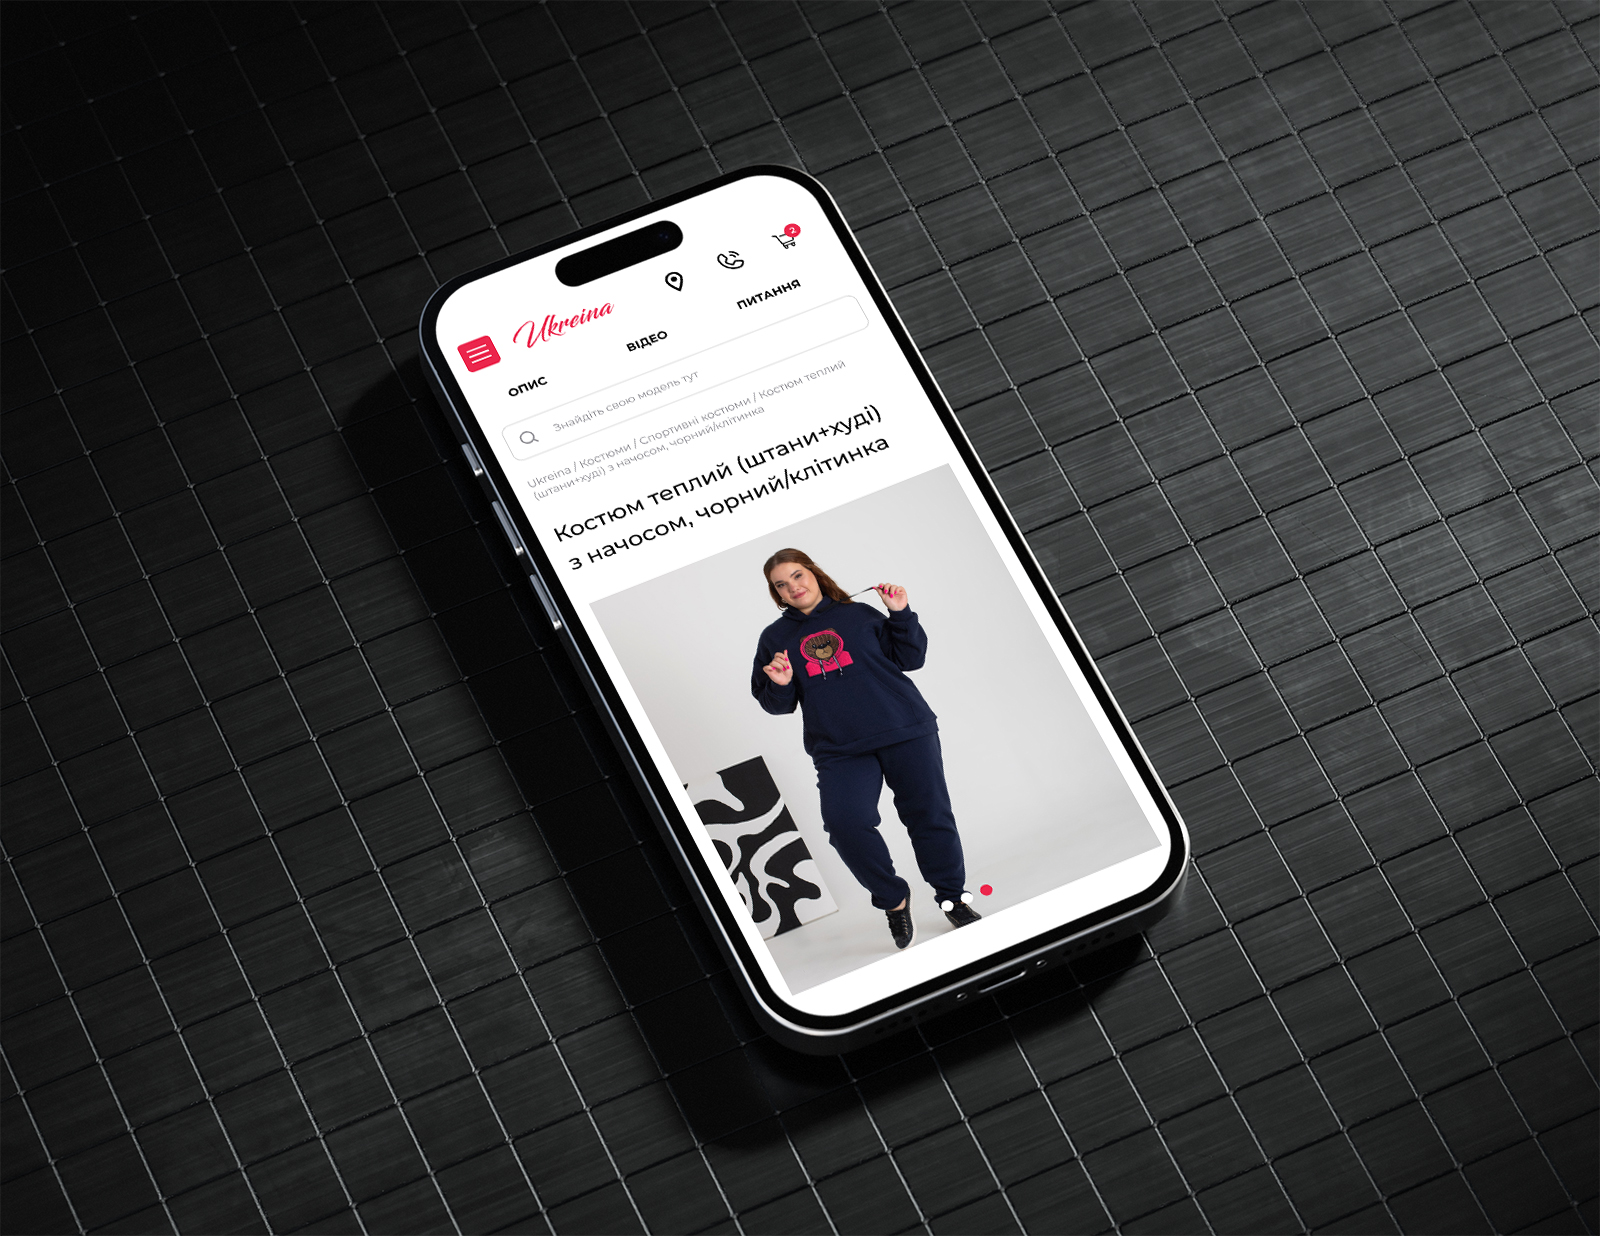 2
Ukreina
ОПИС
ВІДЕО
ПИТАННЯ
Знайдіть свою модель тут
Ukreina / Костюми / Спортивні костюми / Костюм теплий
(штани+худі) з начосом, чорний/клітинка
Костюм теплий (штани+худі)
з начосом, чорний/клітинка